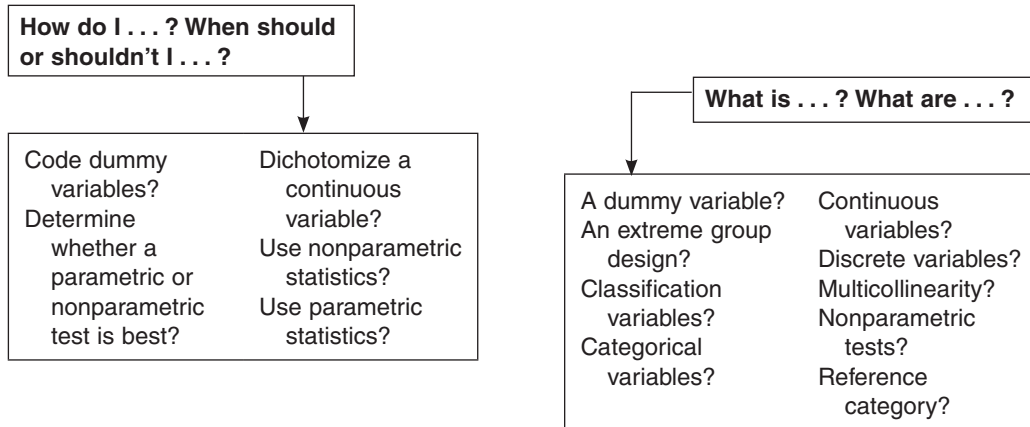 How do I . . . ? When should
or shouldn't I . . . ?
Code dummy
variables?
Determine
whether a
parametric or
nonparametric
test is best?
Dichotomize a
continuous
variable?
Use nonparametric
statistics?
Use parametric
statistics?
What is . . . ? What are . . . ?
A dummy variable?
An extreme group
design?
Classification
variables?
Categorical
variables?
Continuous
variables?
Discrete variables?
Multicollinearity?
Nonparametric
tests?
Reference
category?